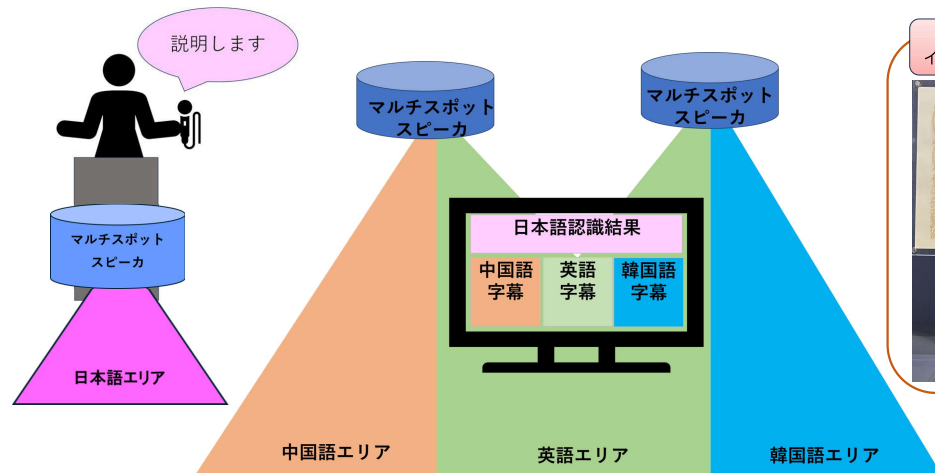 説明します
マルチスポット
スピーカ
日本語エリア
マルチスポット
スピーカ
マルチスポット
スピーカ
日本語認識結果
中国語
字幕
英語
字幕
韓国語
字幕
中国語エリア
英語エリア
韓国語エリア
イ